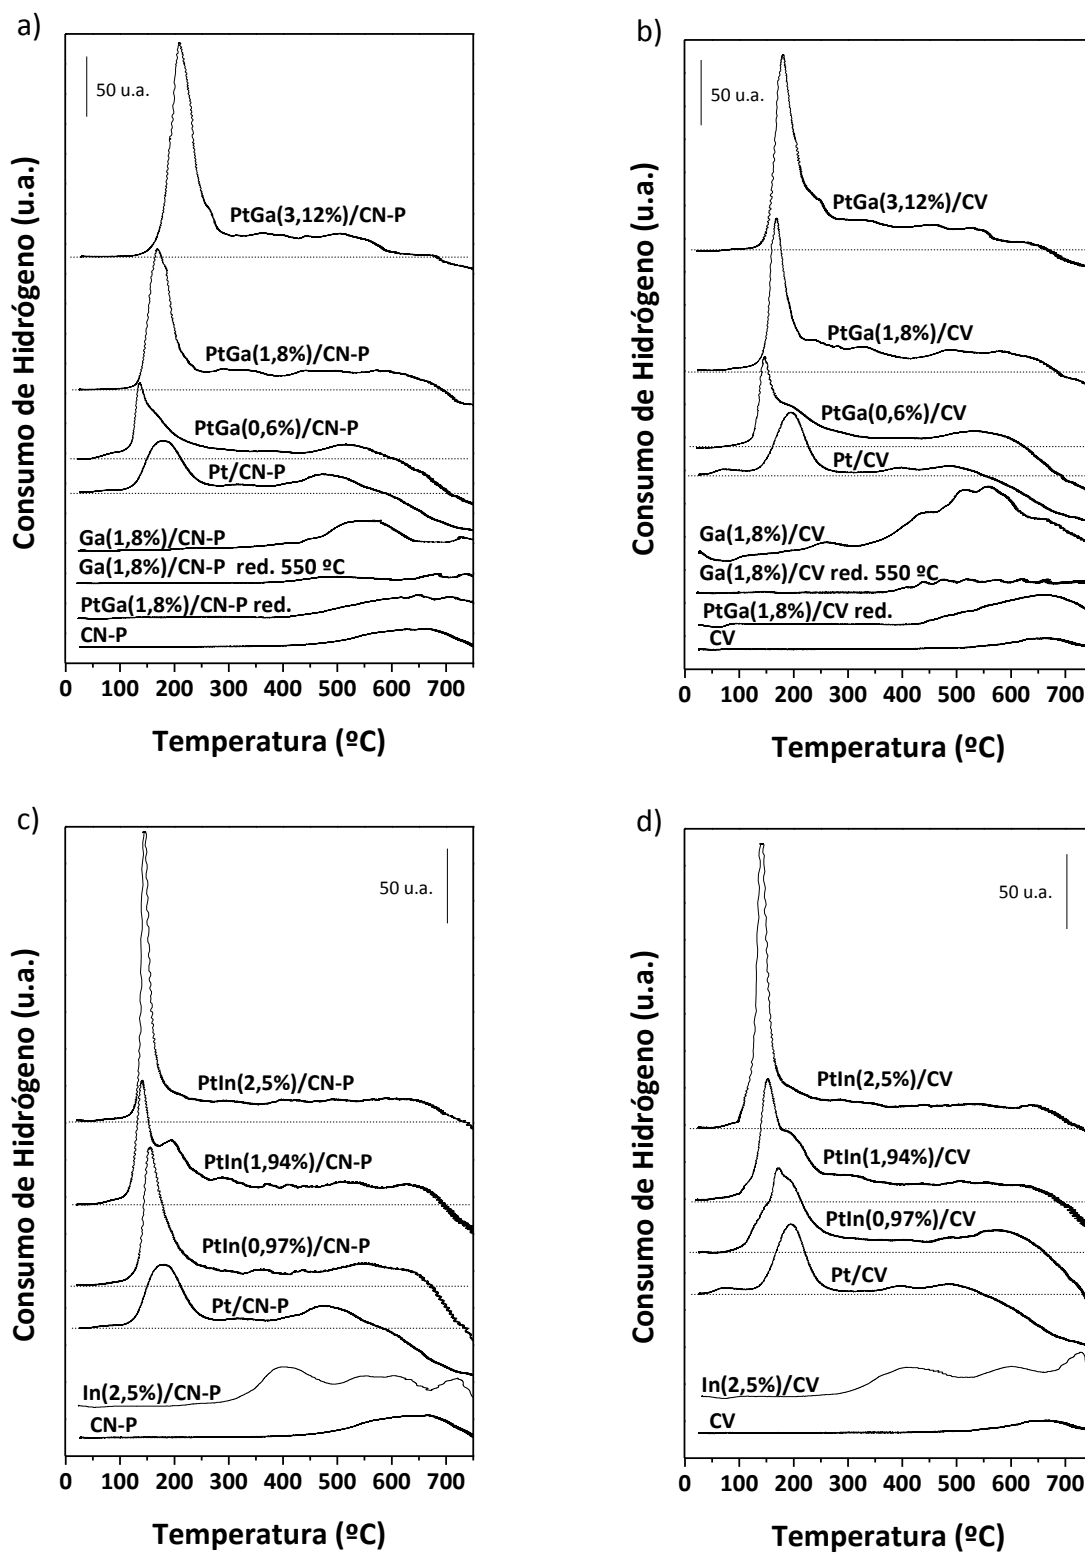 a)
50 u.a.
Consumo de Hidrógeno (u.a.)
PtGa(3,12%)/CN-P
PtGa(1,8%)/CN-P
PtGa(0,6%)/CN-P
Pt/CN-P
Ga(1,8%)/CN-P
Ga(1,8%)/CN-P red. 550 ºC
PtGa(1,8%)/CN-P red.
CN-P
0 100 200 300 400 500 600 700
Temperatura (ºC)
b)
50 u.a.
Consumo de Hidrógeno (u.a.)
PtGa(3,12%)/CV
PtGa(1,8%)/CV
PtGa(0,6%)/CV
Pt/CV
Ga(1,8%)/CV
Ga(1,8%)/CV red. 550 ºC
PtGa(1,8%)/CV red.
CV
0 100 200 300 400 500 600 700
Temperatura (ºC)
c)
50 u.a.
Consumo de Hidrógeno (u.a.)
PtIn(2,5%)/CN-P
PtIn(1,94%)/CN-P
PtIn(0,97%)/CN-P
Pt/CN-P
In(2,5%)/CN-P
CN-P
0 100 200 300 400 500 600 700
Temperatura (ºC)
d)
50 u.a.
Consumo de Hidrógeno (u.a.)
PtIn(2,5%)/CV
PtIn(1,94%)/CV
PtIn(0,97%)/CV
Pt/CV
In(2,5%)/CV
CV
0 100 200 300 400 500 600 700
Temperatura (ºC)